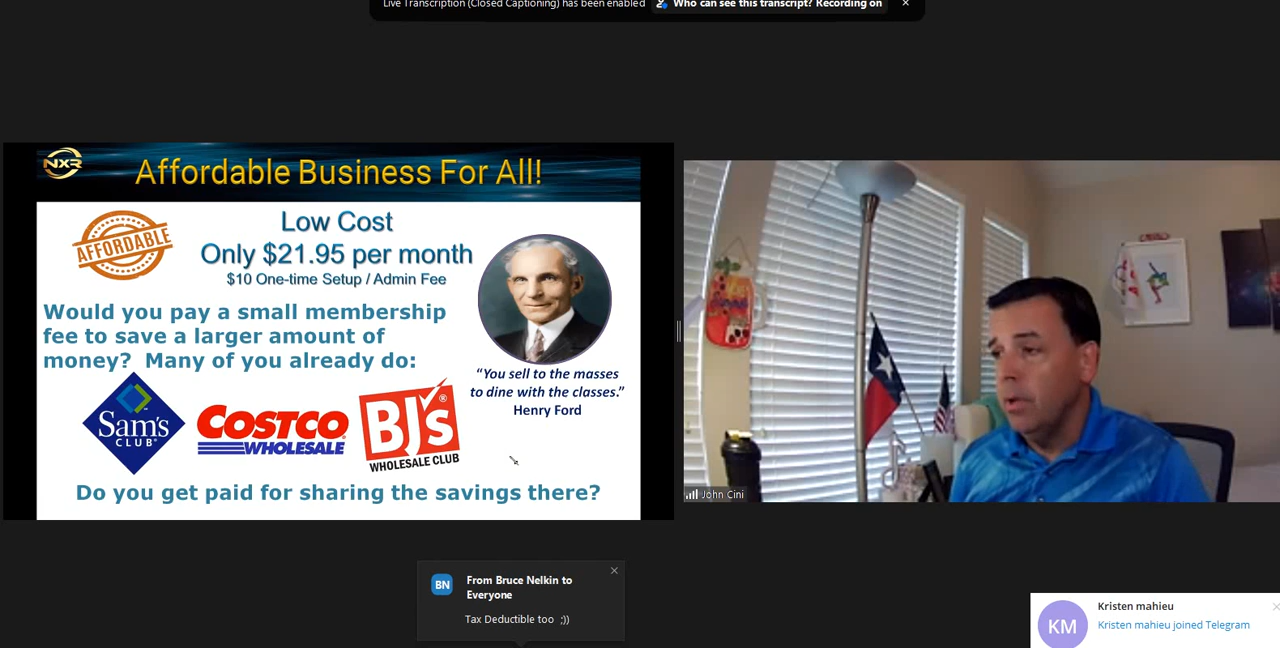 Live Transcription (Closed Captioning) has been enabled
Who can see this transcript? Recording on
NXR
Affordable Business For All!
AFFORDABLE
Low Cost
Only $21.95 per month
$10 One-time Setup / Admin Fee
Would you pay a small membership
fee to save a larger amount of
money? Many of you already do:
“You sell to the masses
to dine with the classes.”
Henry Ford
Sam's
CLUB
COSTCO
WHOLESALE
BJ's
WHOLESALE CLUB
Do you get paid for sharing the savings there?
John Cini
BN
From Bruce Nelkin to
Everyone
Tax Deductible too ;))
KM
Kristen mahieu
Kristen mahieu joined Telegram